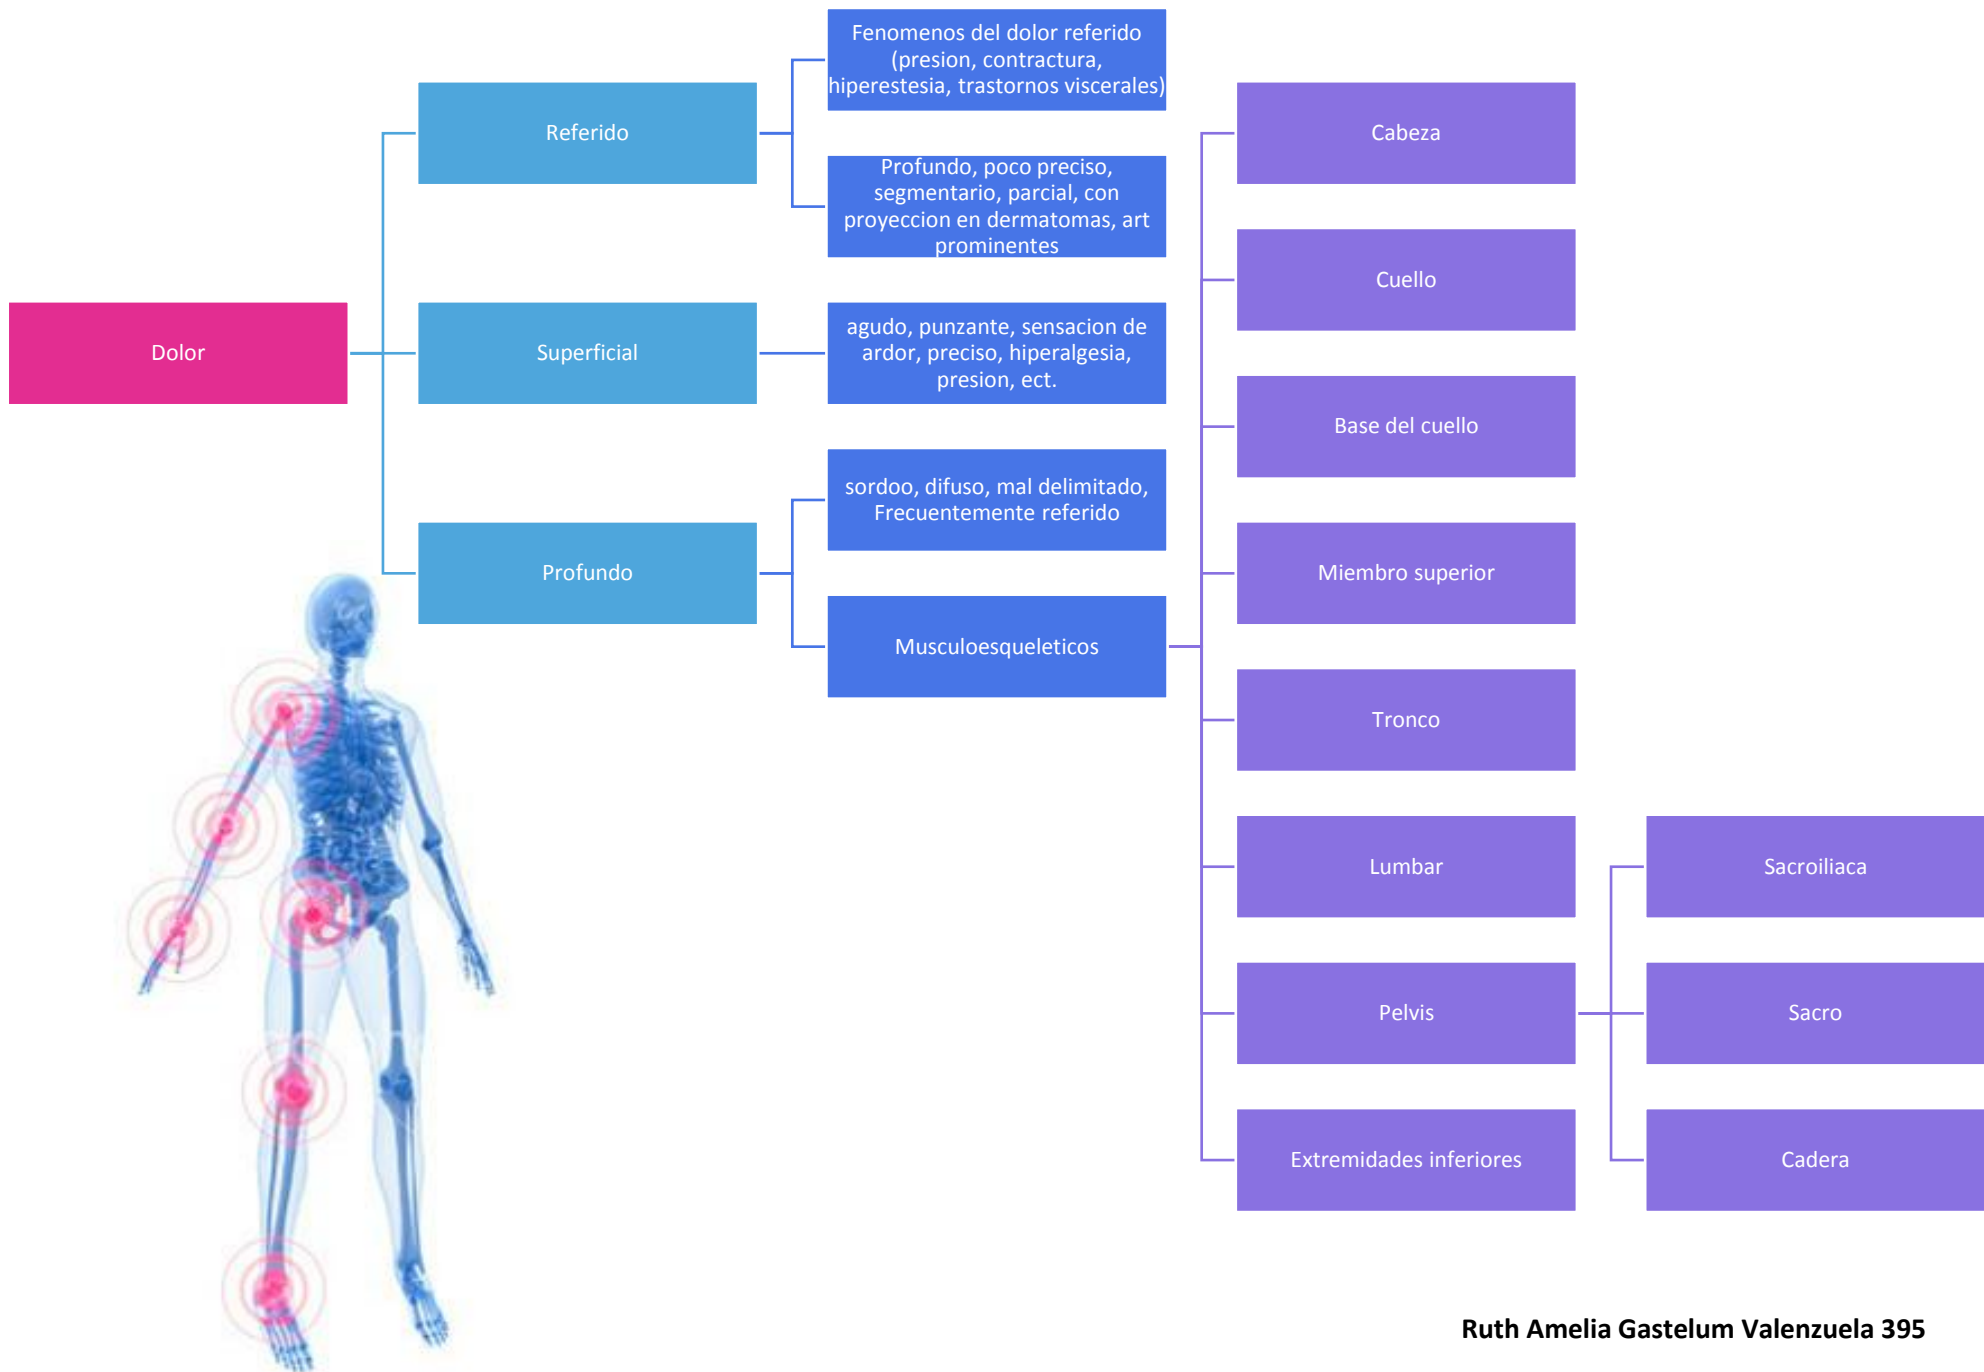 Dolor
Referido
Fenomenos del dolor referido
(presion, contractura,
hiperestesia, trastornos viscerales)
Profundo, poco preciso,
segmentario, parcial, con
proyeccion en dermatomas, art
prominentes
Superficial
agudo, punzante, sensacion de
ardor, preciso, hiperalgesia,
presion, ect.
Profundo
sordoo, difuso, mal delimitado,
Frecuentemente referido
Musculoesqueleticos
Cabeza
Cuello
Base del cuello
Miembro superior
Tronco
Lumbar
Pelvis
Sacroiliaca
Sacro
Cadera
Extremidades inferiores
Ruth Amelia Gastelum Valenzuela 395